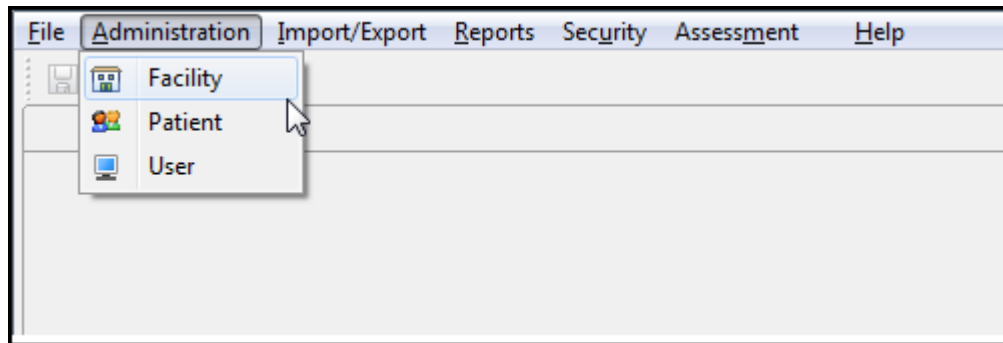 File Administration Import/Export Reports Security Assessment Help
Facility
Patient
User